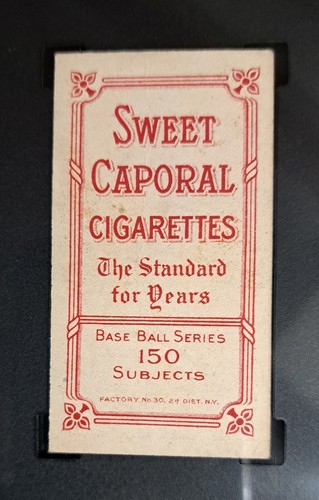 SWEET
CAPORAL
CIGARETTES
The Standard
for Years
BASE BALL SERIES
150
SUBJECTS
FACTORY No. 30, 2d DIST. N.Y.